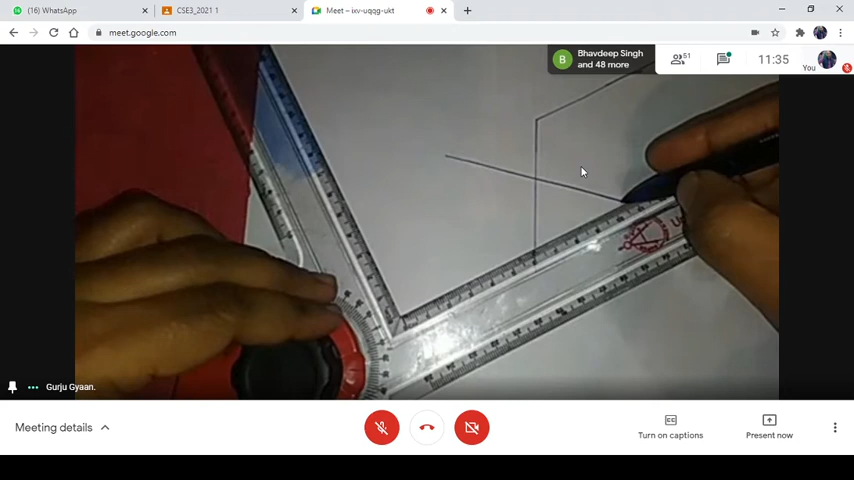 (16) WhatsApp
CSE3_2021 1
Meet – ixv-uqqg-ukt
meet.google.com
B
Bhavdeep Singh
and 48 more
51
11:35
You
Gurju Gyaan.
Meeting details
Turn on captions
Present now